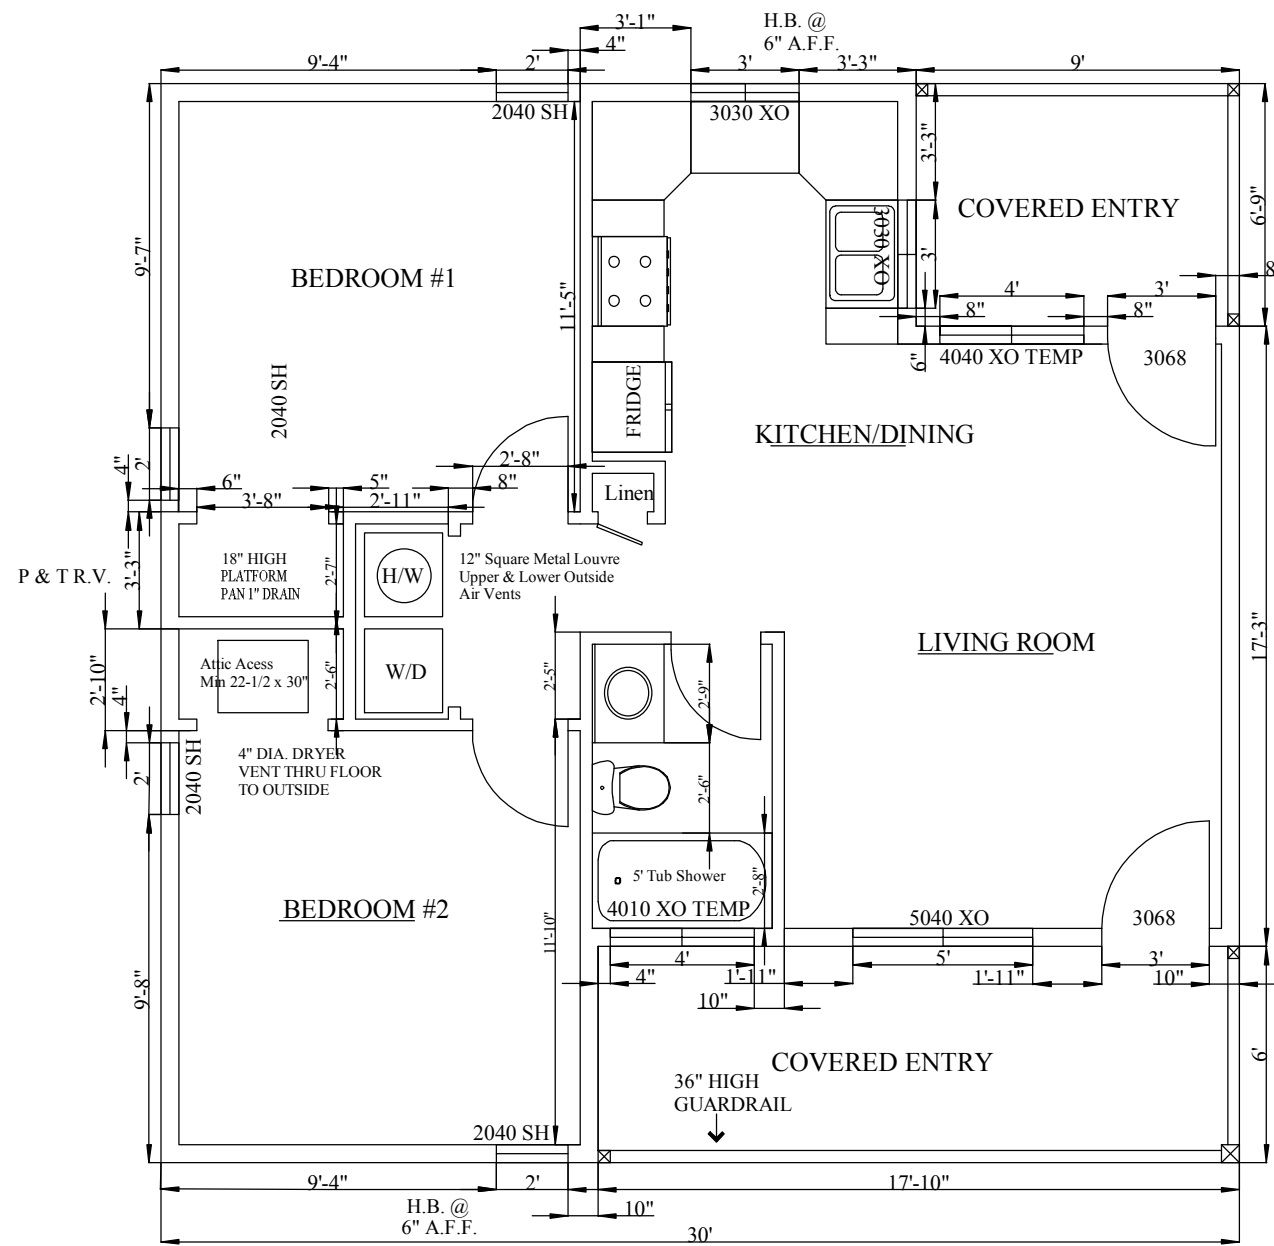 3'-1"
H.B. @
6" A.F.F.
4"
9'-4"
2'
3'
3'-3"
9'
2040 SH
3030 XO
3'-3"
COVERED ENTRY
6'-9"
3030 XO
3'
9'-7"
BEDROOM #1
11'-5"
8
4'
3'
8"
8"
6"
4040 XO TEMP
3068
2040 SH
FRIDGE
KITCHEN/DINING
2'-8"
4"
2'
6"
5"
8"
3'-8"
2'-11"
Linen
P & T R.V.
3'-3"
18" HIGH
PLATFORM
PAN 1" DRAIN
2'-7"
H/W
12" Square Metal Louvre
Upper & Lower Outside
Air Vents
LIVING ROOM
17'-3"
2'-10"
4"
Attic Acess
Min 22-1/2 x 30"
2'-6"
W/D
2'-5"
2'-9"
2'
2040 SH
4" DIA. DRYER
VENT THRU FLOOR
TO OUTSIDE
2'-6"
5' Tub Shower
2'-8"
BEDROOM #2
11'-10"
4010 XO TEMP
5040 XO
3068
9'-8"
4'
5'
3'
4"
1'-11"
1'-11"
10"
10"
COVERED ENTRY
6'
36" HIGH
GUARDRAIL
2040 SH
9'-4"
2'
17'-10"
H.B. @
6" A.F.F.
10"
30'